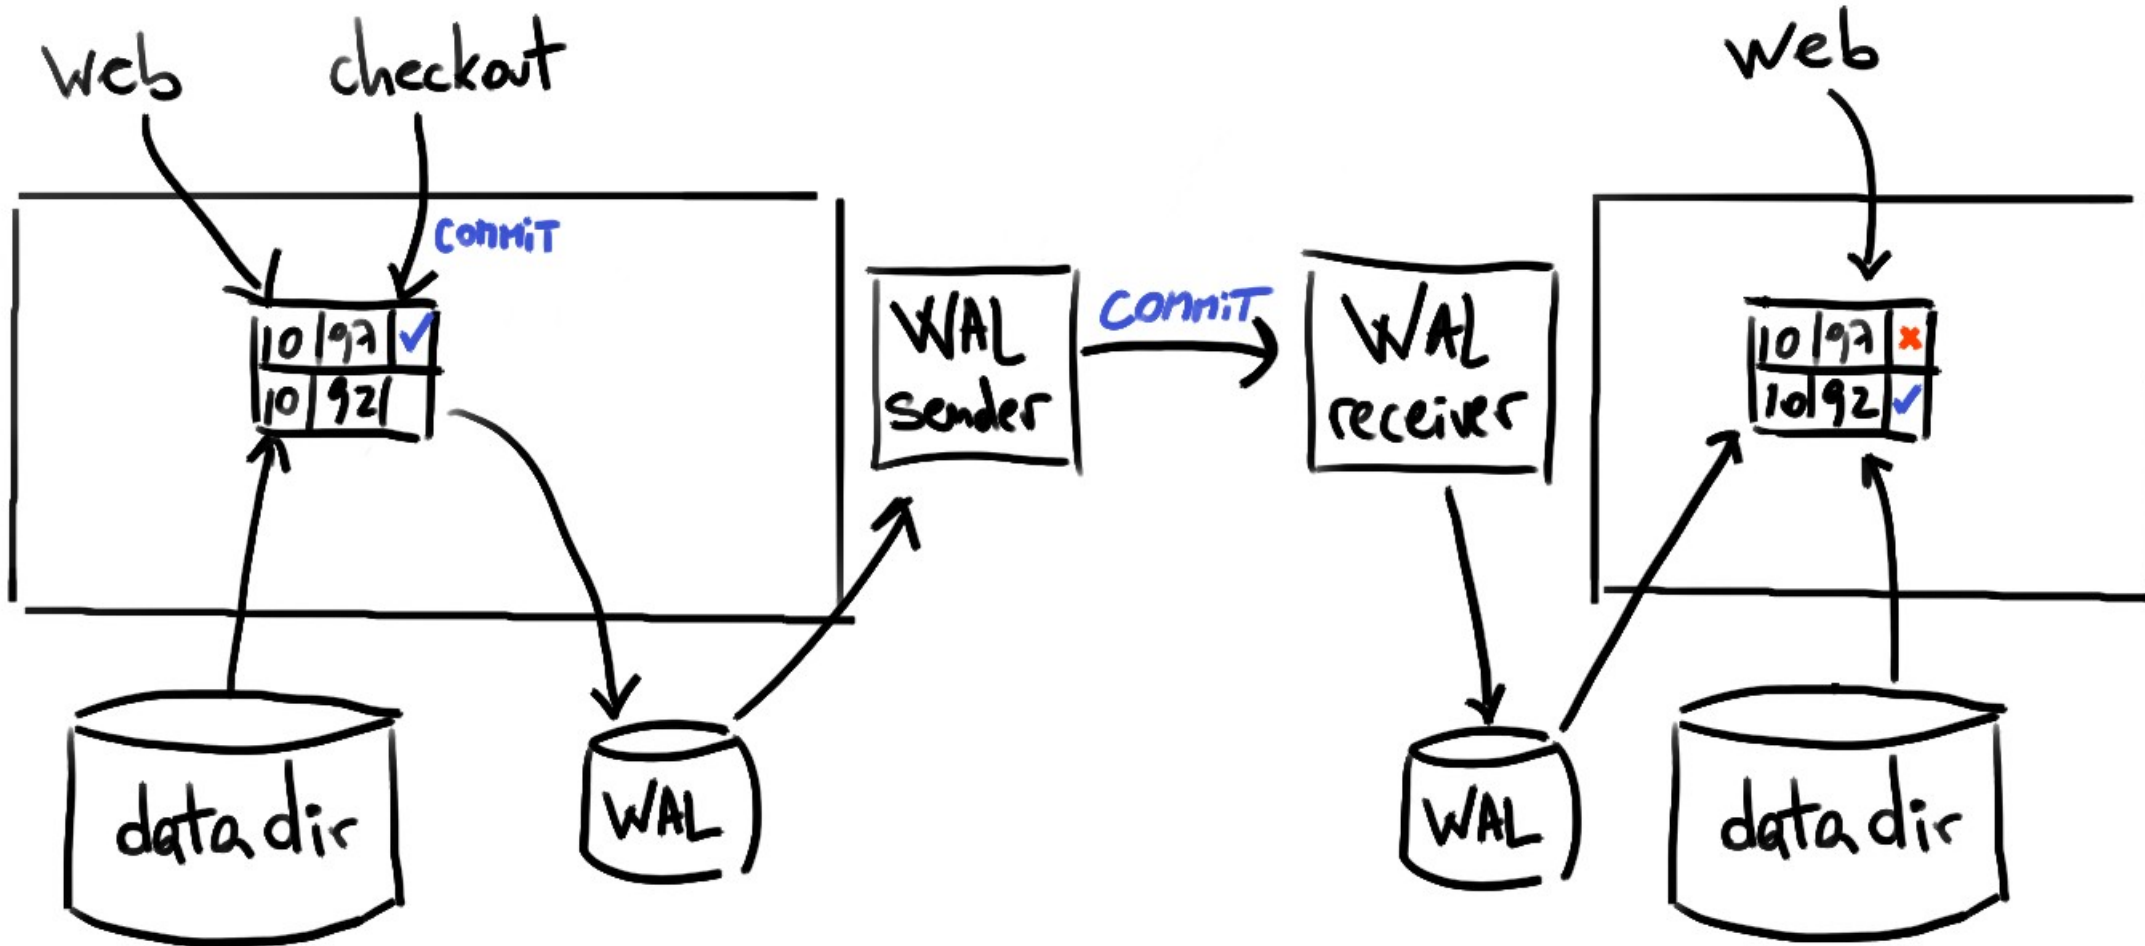 web
checkout
web
COMMIT
10 97 ✓
10 92
WAL
sender
COMMIT
WAL
receiver
10 97 ✗
10 92 ✓
data dir
WAL
WAL
data dir